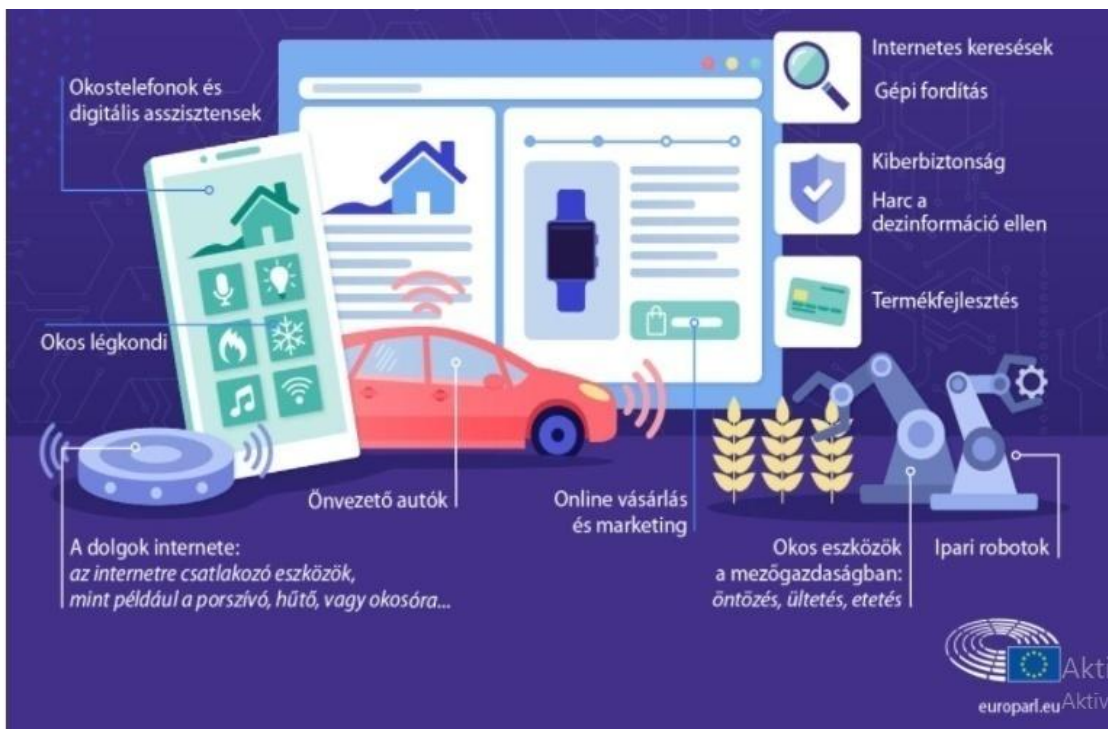 Okostelefonok és
digitális asszisztensek
Internetes keresések
Gépi fordítás
Kiberbiztonság
Harc a
dezinformáció ellen
Termékfejlesztés
Okos légkondi
Önvezető autók
Online vásárlás
és marketing
A dolgok internete:
az internetre csatlakozó eszközök,
mint például a porszívó, hűtő, vagy okosóra...
Okos eszközök
a mezőgazdaságban:
öntözés, ültetés, etetés
Ipari robotok
europarl.eu
Akti
Aktiv